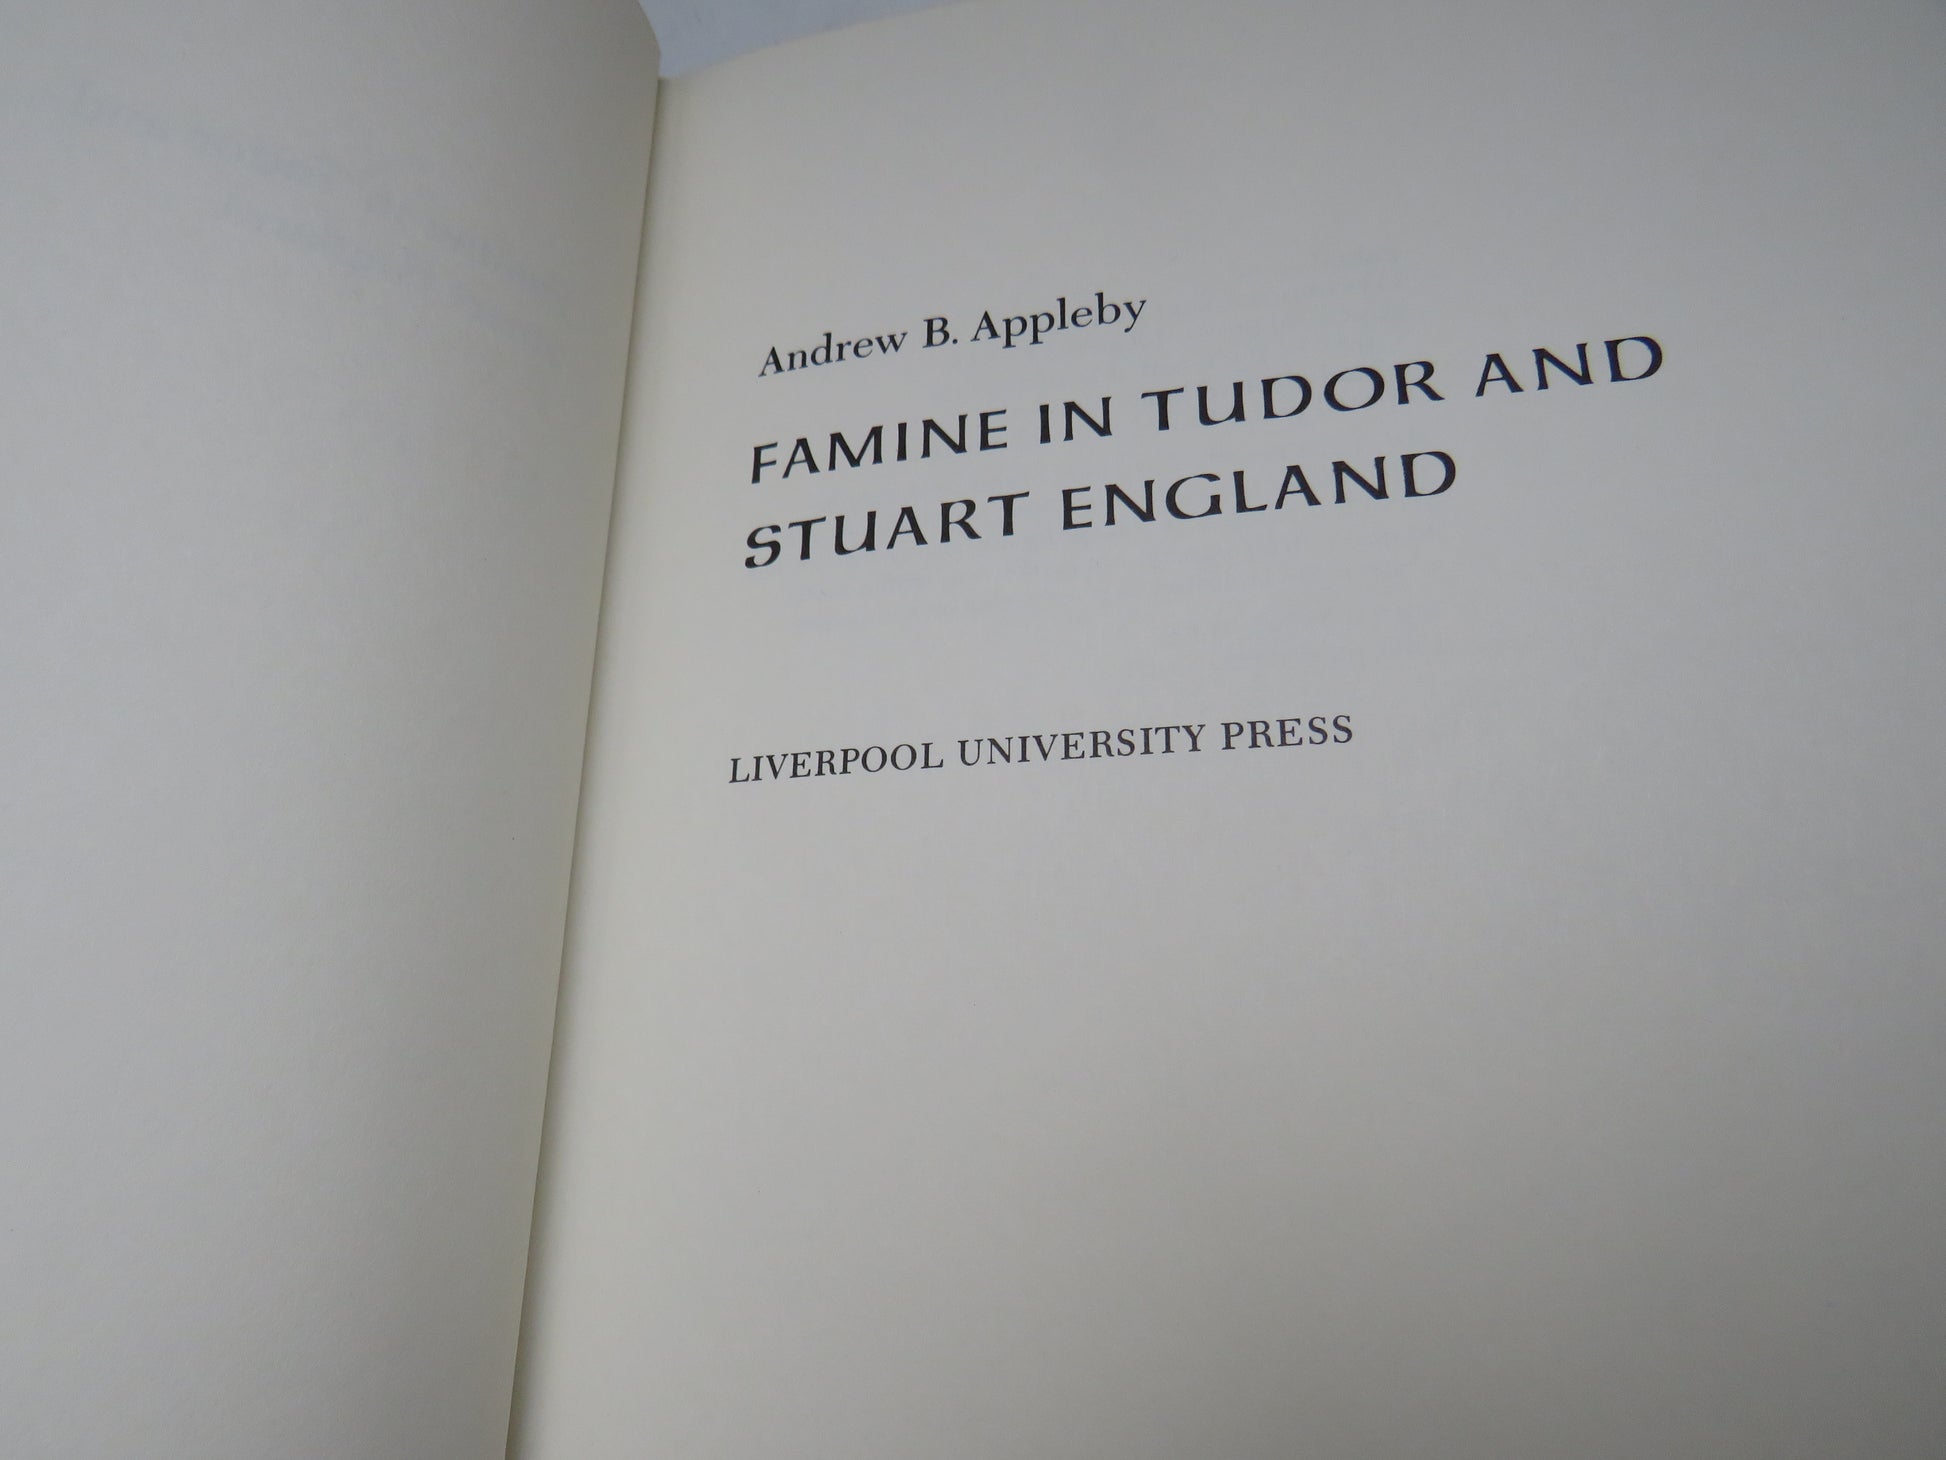 Andrew B. Appleby
FAMINE IN TUDOR AND
STUART ENGLAND
LIVERPOOL UNIVERSITY PRESS